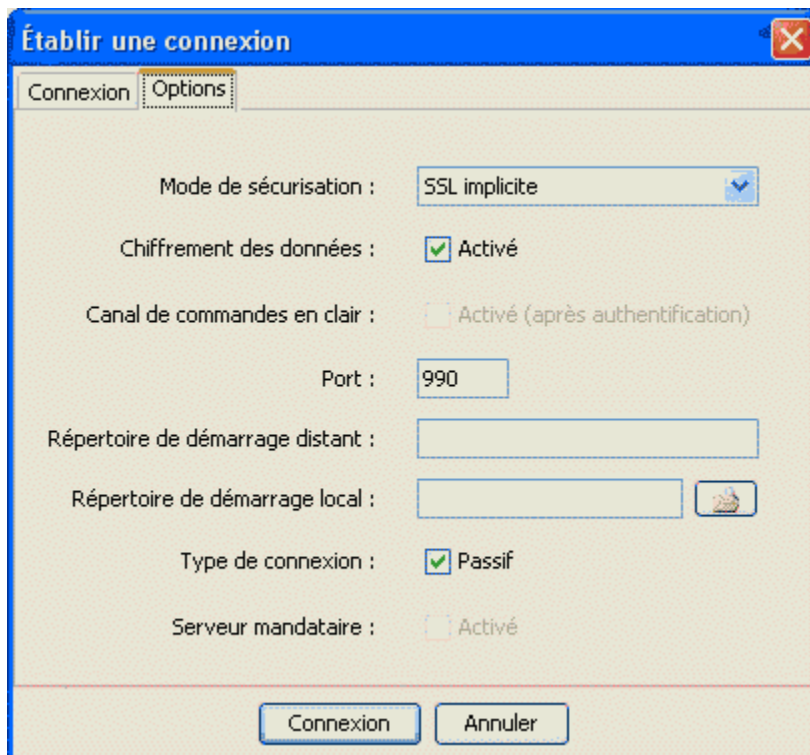 Établir une connexion
Connexion Options
Mode de sécurisation : SSL implicite
Chiffrement des données : Activé
Canal de commandes en clair : Activé (après authentification)
Port : 990
Répertoire de démarrage distant :
Répertoire de démarrage local :
Type de connexion : Passif
Serveur mandataire : Activé
Connexion Annuler